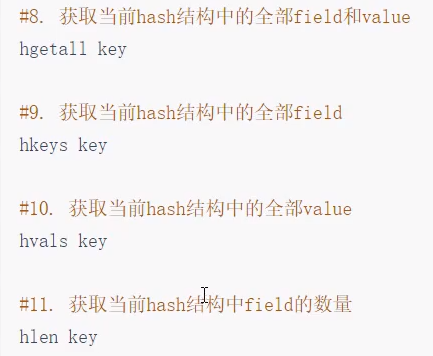 #8. 获取当前hash结构中的全部field和value
hgetall key
#9. 获取当前hash结构中的全部field
hkeys key
#10. 获取当前hash结构中的全部value
hvals key
#11. 获取当前hash结构中field的数量
hlen key